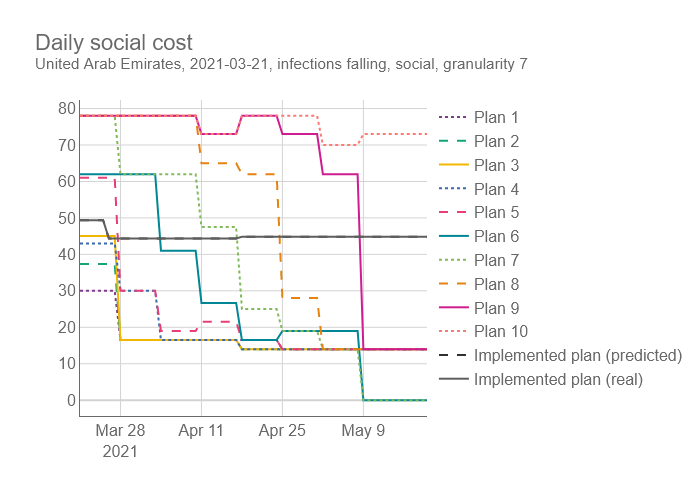 Daily social cost
United Arab Emirates, 2021-03-21, infections falling, social, granularity 7
80
70
60
50
40
30
20
10
0
Mar 28
2021
Apr 11
Apr 25
May 9
Plan 1
Plan 2
Plan 3
Plan 4
Plan 5
Plan 6
Plan 7
Plan 8
Plan 9
Plan 10
Implemented plan (predicted)
Implemented plan (real)